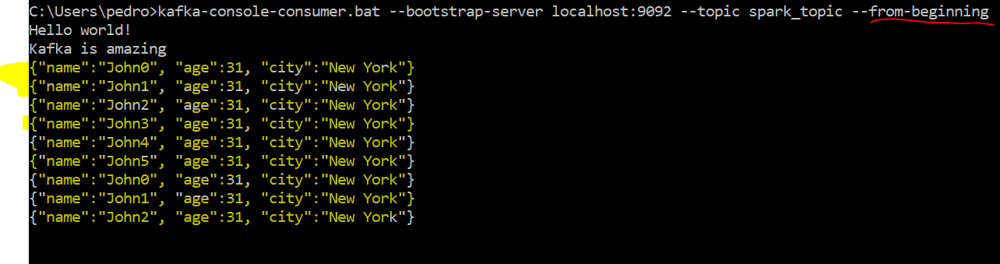 C:\Users\pedro>kafka-console-consumer.bat --bootstrap-server localhost:9092 --topic spark_topic --from-beginning
Hello world!
Kafka is amazing
{"name":"John0", "age":31, "city":"New York"}
{"name":"John1", "age":31, "city":"New York"}
{"name":"John2", "age":31, "city":"New York"}
{"name":"John3", "age":31, "city":"New York"}
{"name":"John4", "age":31, "city":"New York"}
{"name":"John5", "age":31, "city":"New York"}
{"name":"John0", "age":31, "city":"New York"}
{"name":"John1", "age":31, "city":"New York"}
{"name":"John2", "age":31, "city":"New York"}